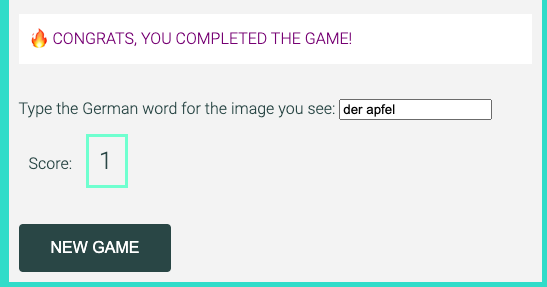 🔥 CONGRATS, YOU COMPLETED THE GAME!
Type the German word for the image you see: der apfel
Score: 1
NEW GAME